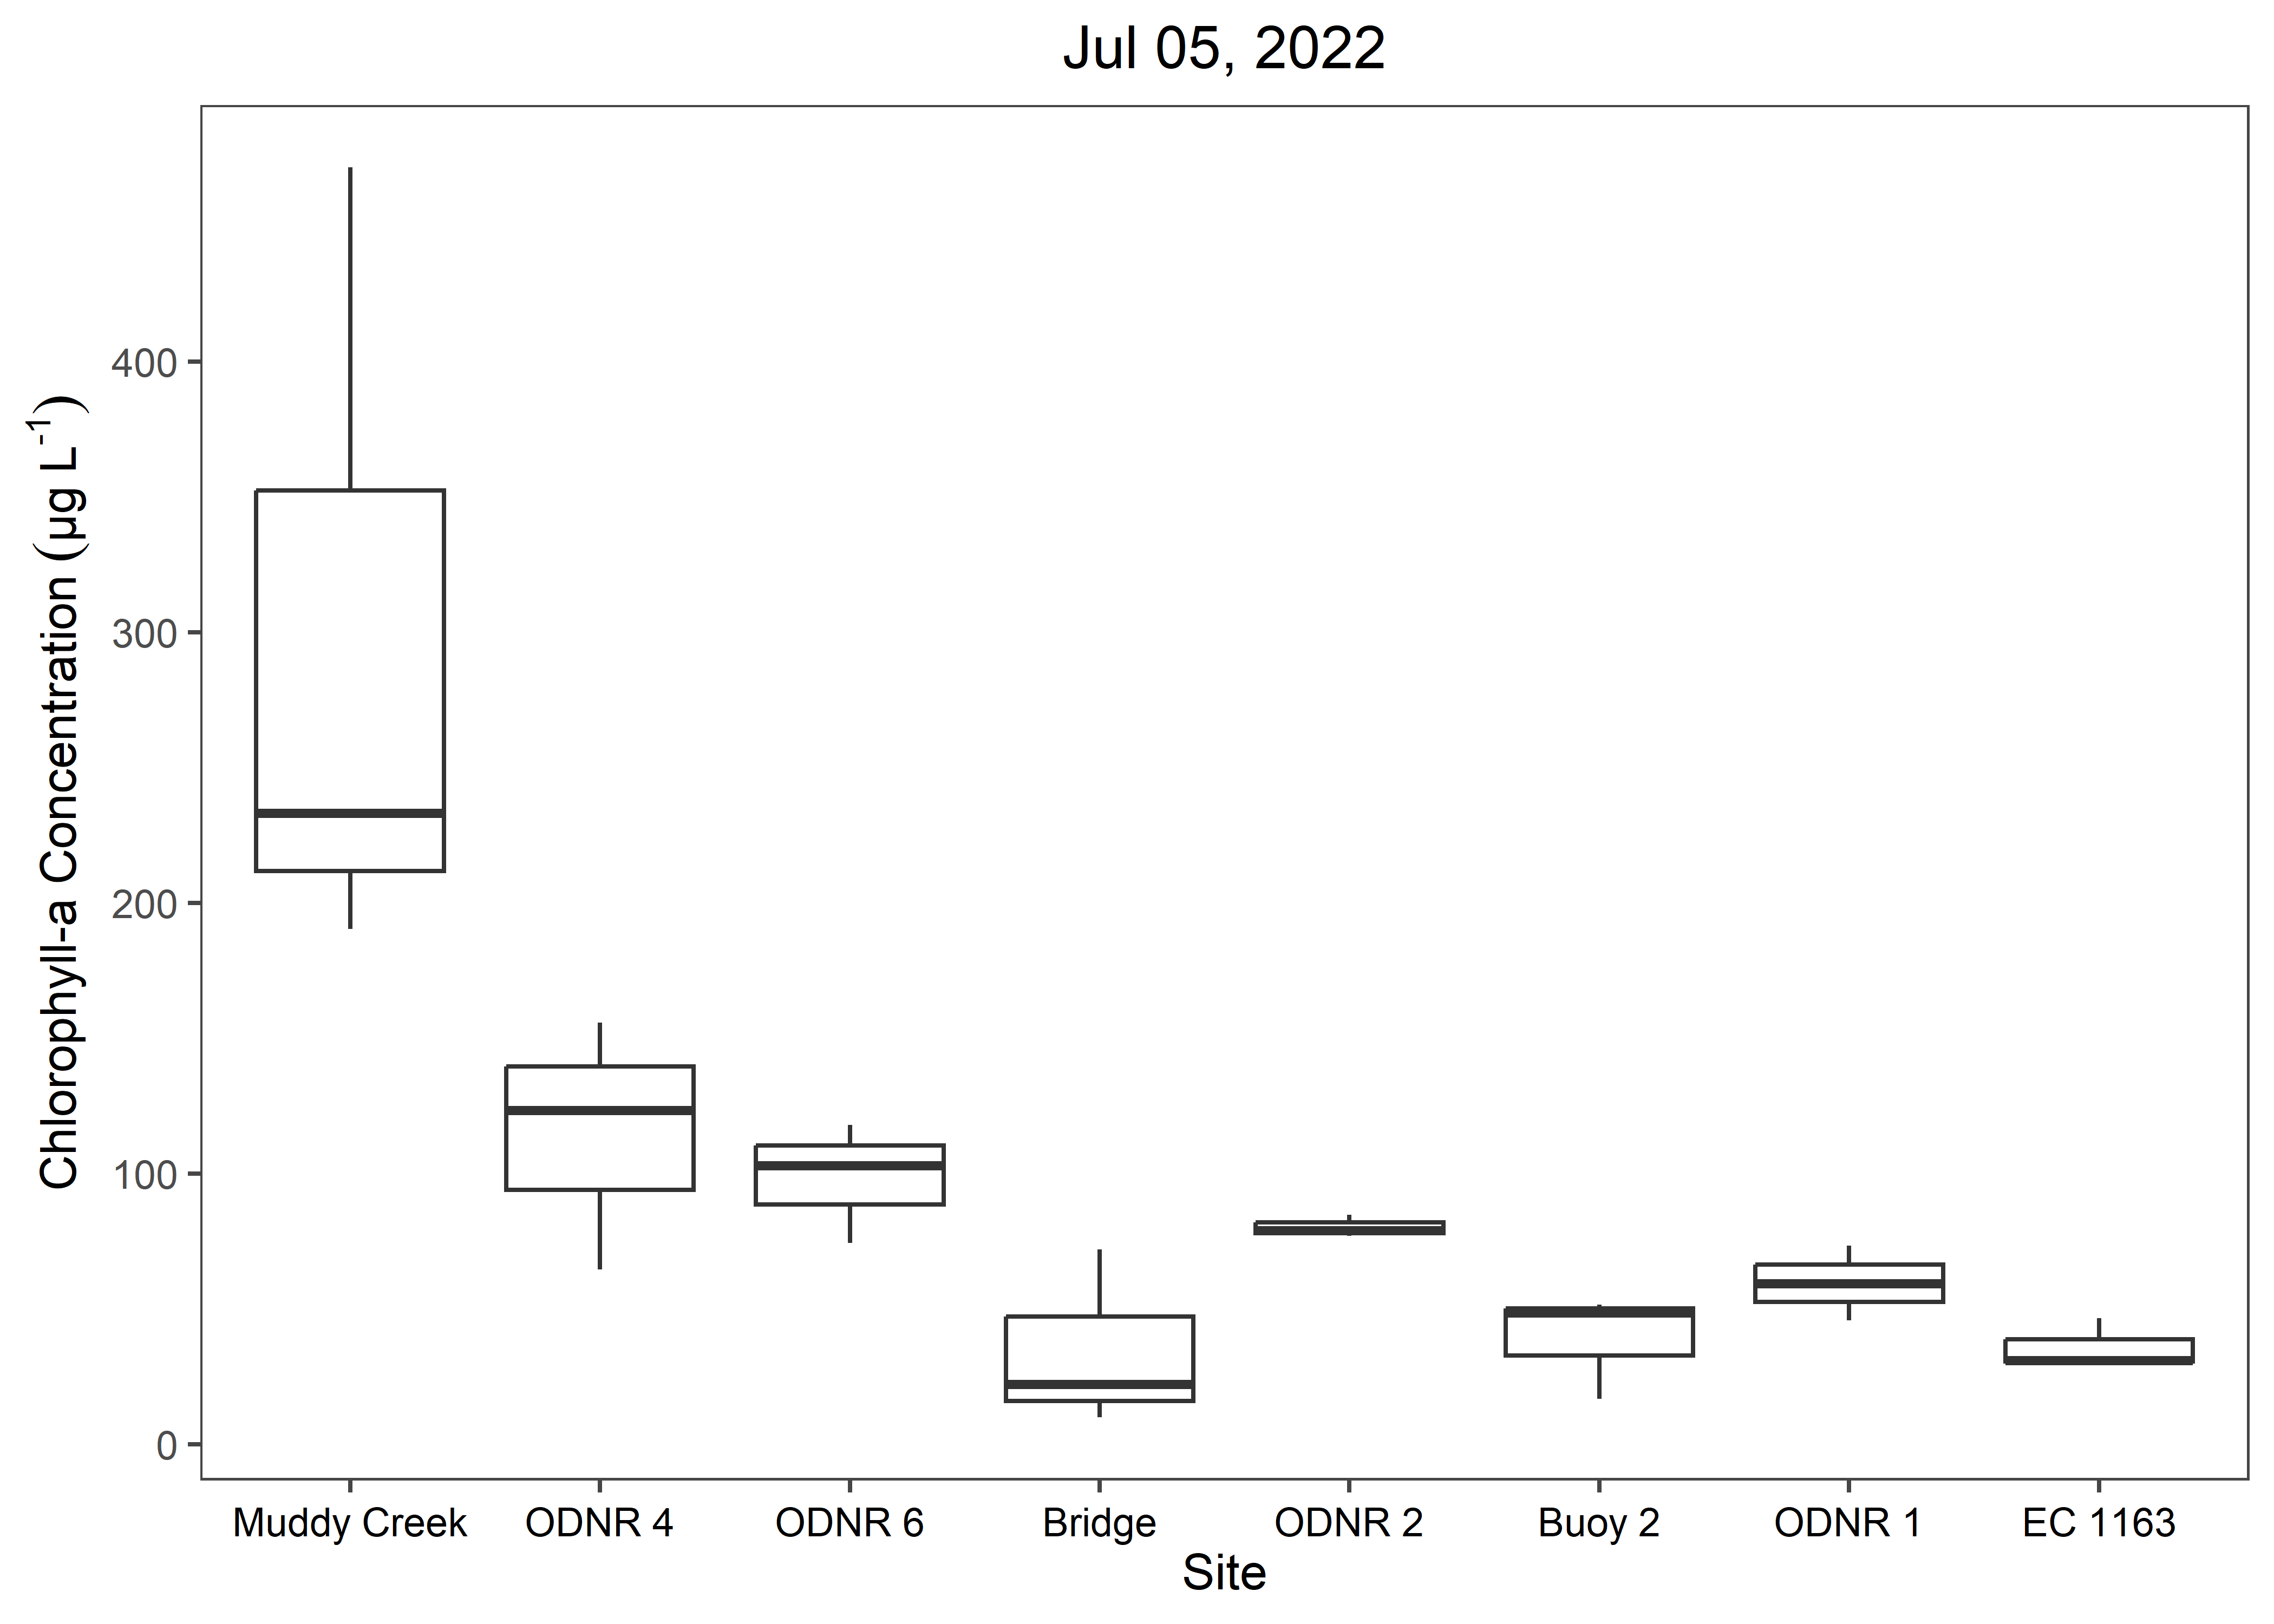 Jul 05, 2022
Chlorophyll-a Concentration (µg L⁻¹)
400
300
200
100
0
Muddy Creek ODNR 4 ODNR 6 Bridge ODNR 2 Buoy 2 ODNR 1 EC 1163
Site